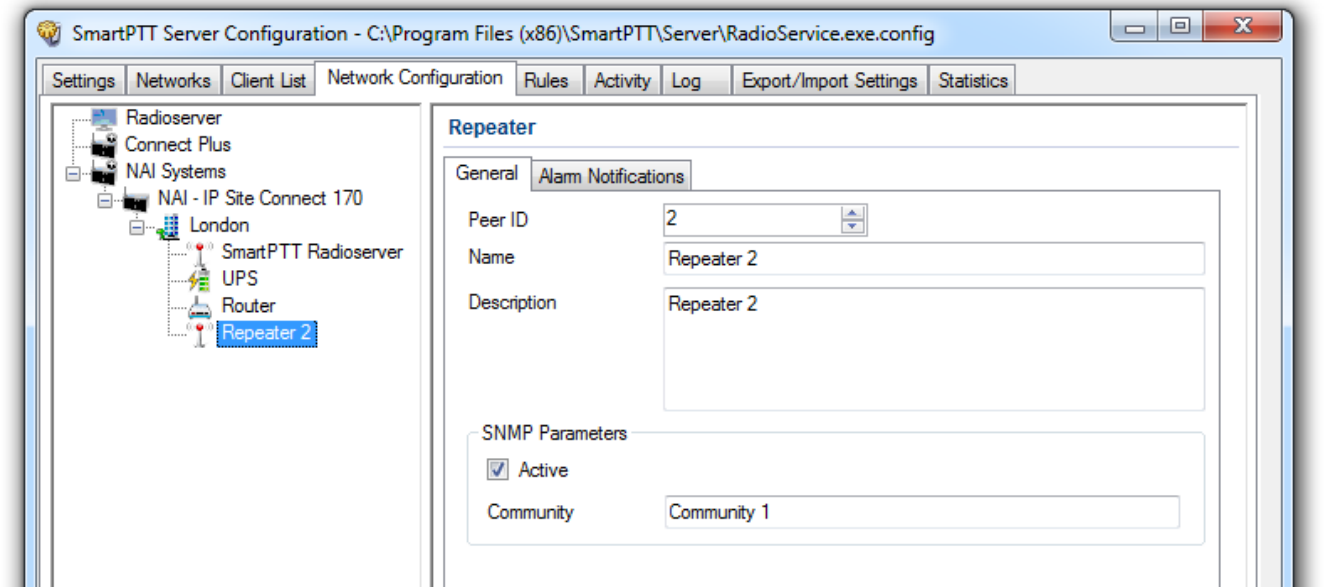 SmartPTT Server Configuration - C:\Program Files (x86)\SmartPTT\Server\RadioService.exe.config
Settings Networks Client List Network Configuration Rules Activity Log Export/Import Settings Statistics
Radioserver
Connect Plus
NAI Systems
NAI - IP Site Connect 170
London
SmartPTT Radioserver
UPS
Router
Repeater 2
Repeater
General Alarm Notifications
Peer ID 2
Name Repeater 2
Description Repeater 2
SNMP Parameters
Active
Community Community 1